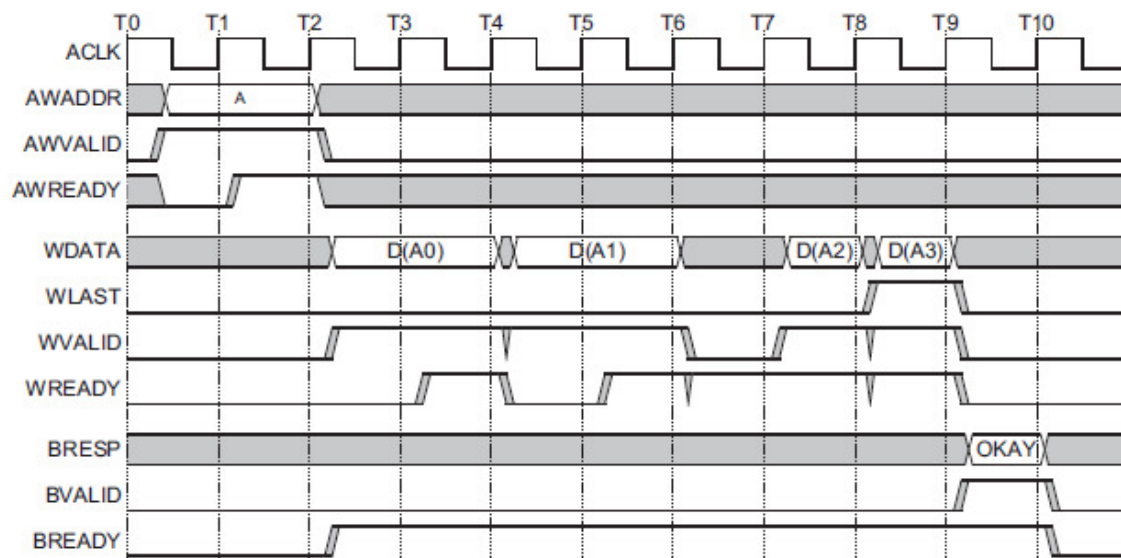 T0 T1 T2 T3 T4 T5 T6 T7 T8 T9 T10
ACLK
AWADDR A
AWVALID
AWREADY
WDATA D(A0) D(A1) D(A2) D(A3)
WLAST
WVALID
WREADY
BRESP OKAY
BVALID
BREADY